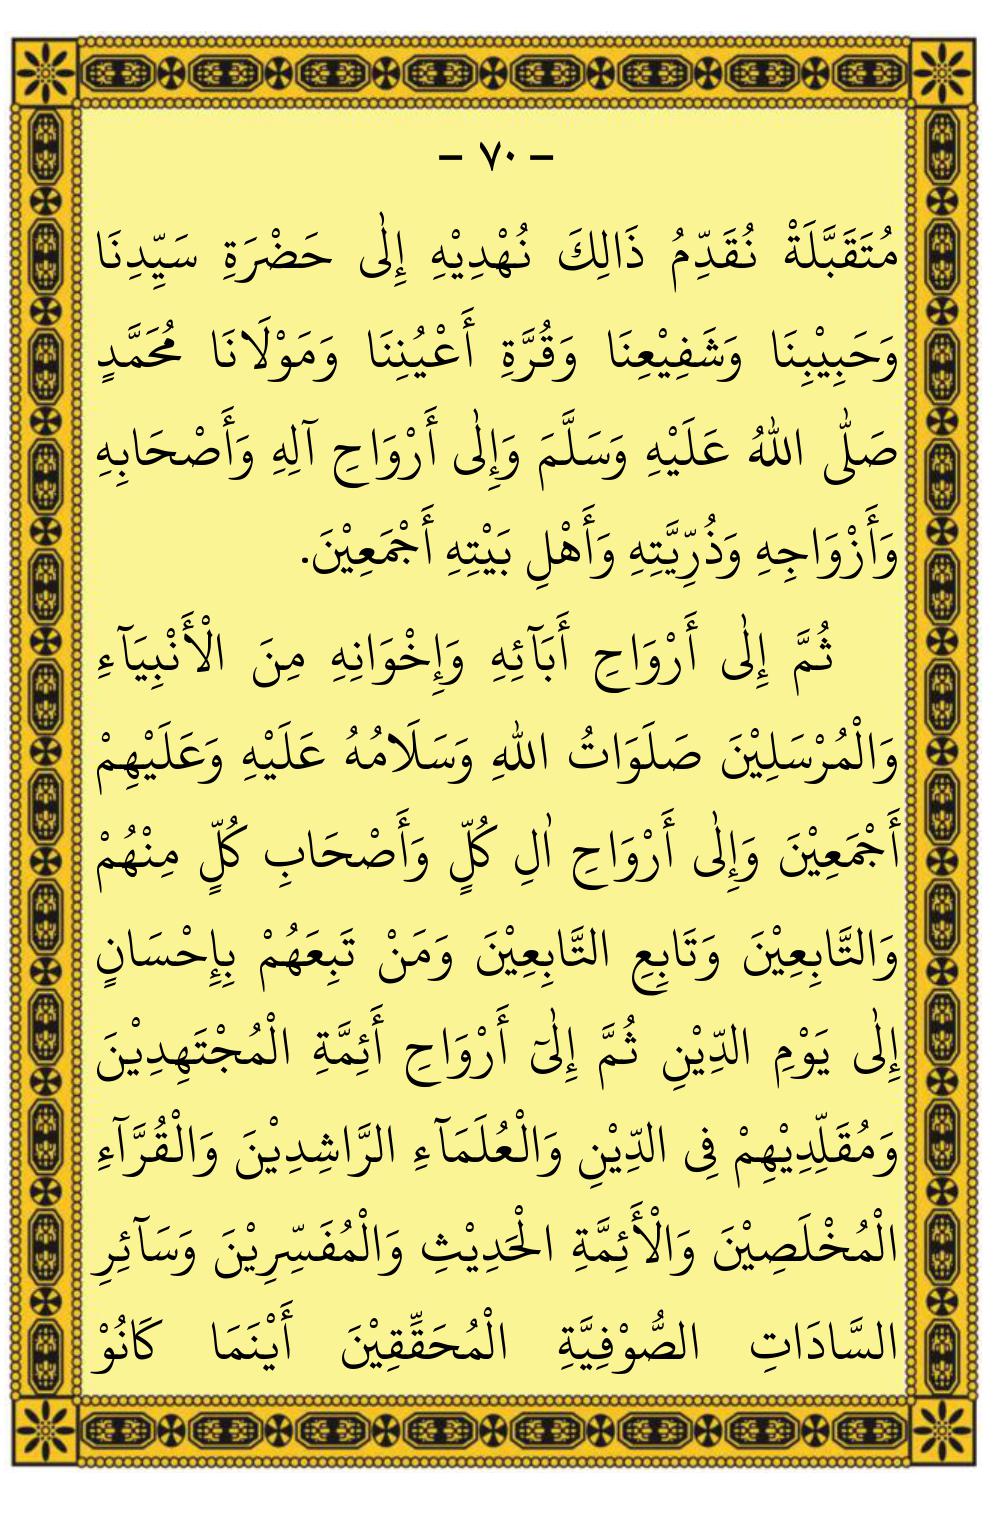 – ٧٠ –
مُتَقَبَّلَةْ نُقَدِّمُ ذَالِكَ نُهْدِيْهِ إِلٰى حَضْرَةِ سَيِّدِنَا
وَحَبِيْبِنَا وَشَفِيْعِنَا وَقُرَّةِ أَعْيُنِنَا وَمَوْلَانَا مُحَمَّدٍ
صَلّٰى اللهُ عَلَيْهِ وَسَلَّمَ وَإِلٰى أَرْوَاحِ آلِهِ وَأَصْحَابِهِ
وَأَزْوَاجِهِ وَذُرِّيَّتِهِ وَأَهْلِ بَيْتِهِ أَجْمَعِيْنَ.
ثُمَّ إِلٰى أَرْوَاحِ أَبَآئِهِ وَإِخْوَانِهِ مِنَ الْأَنْبِيَآءِ
وَالْمُرْسَلِيْنَ صَلَوَاتُ اللهِ وَسَلَامُهُ عَلَيْهِ وَعَلَيْهِمْ
أَجْمَعِيْنَ وَإِلٰى أَرْوَاحِ اٰلِ كُلٍّ وَأَصْحَابِ كُلٍّ مِنْهُمْ
وَالتَّابِعِيْنَ وَتَابِعِ التَّابِعِيْنَ وَمَنْ تَبِعَهُمْ بِإِحْسَانٍ
إِلٰى يَوْمِ الدِّيْنِ ثُمَّ إِلٰىٓ أَرْوَاحِ أَئِمَّةِ الْمُجْتَهِدِيْنَ
وَمُقَلِّدِيْهِمْ فِى الدِّيْنِ وَالْعُلَمَآءِ الرَّاشِدِيْنَ وَالْقُرَّآءِ
الْمُخْلَصِيْنَ وَالْأَئِمَّةِ الْحَدِيْثِ وَالْمُفَسِّرِيْنَ وَسَآئِرِ
السَّادَاتِ الصُّوْفِيَّةِ الْمُحَقِّقِيْنَ أَيْنَمَا كَانُوْ